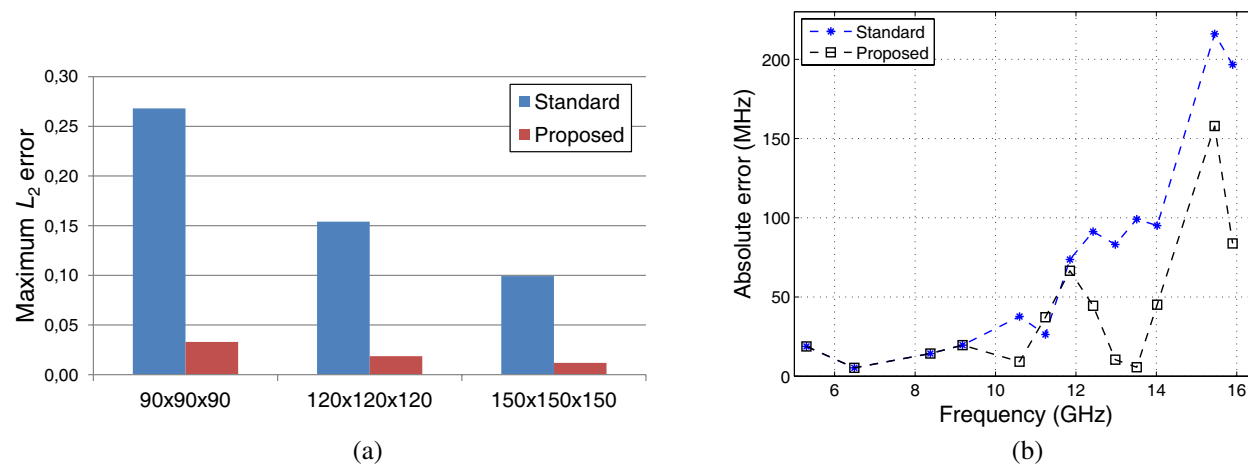 0,30
0,25
0,20
0,15
0,10
0,05
0,00
Maximum L2 error
Standard
Proposed
90x90x90
120x120x120
150x150x150
(a)
Standard
Proposed
200
150
100
50
0
Absolute error (MHz)
6
8
10
12
14
16
Frequency (GHz)
(b)